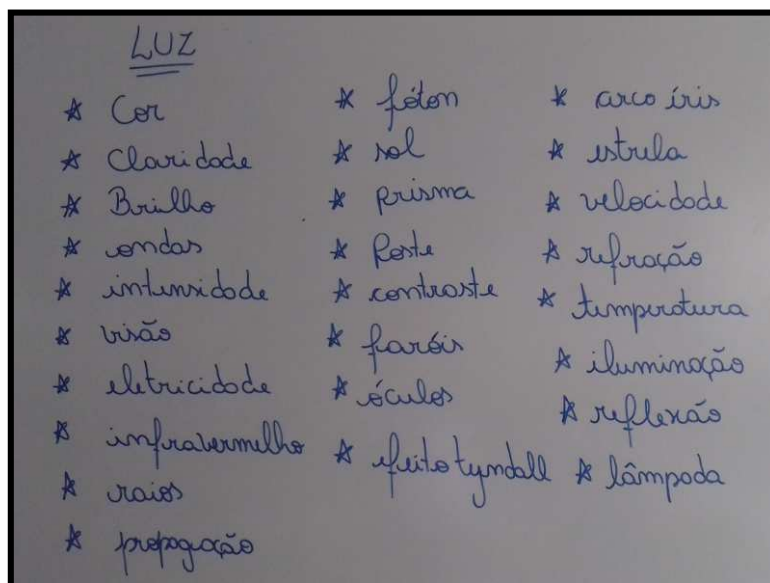 LUZ
* Cor
* Claridade
* Brilho
* ondas
* intensidade
* visão
* eletricidade
* infravermelho
* raios
* propagação
* fóton
* sol
* prisma
* Poste
* contraste
* faróis
* óculos
* efeito tyndall
* arco íris
* estrela
* velocidade
* refração
* temperatura
* iluminação
* reflexão
* lâmpada